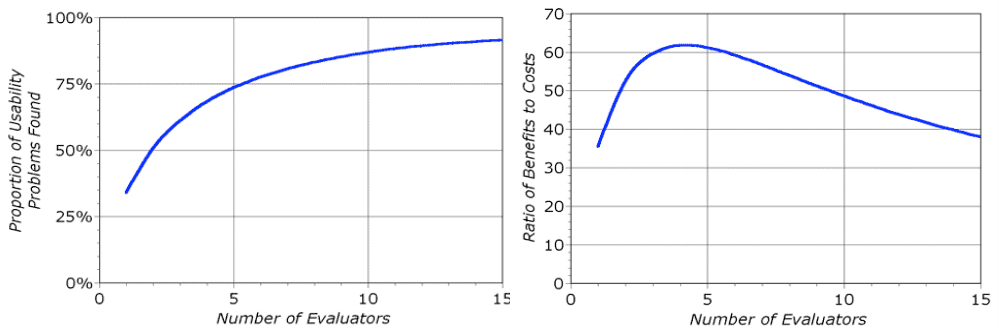 100%
75%
50%
25%
0%
Proportion of Usability
Problems Found
0 5 10 15
Number of Evaluators
70
60
50
40
30
20
10
0
Ratio of Benefits to Costs
0 5 10 15
Number of Evaluators